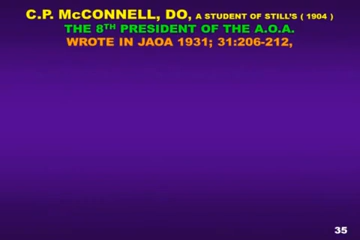 C.P. McCONNELL, DO, A STUDENT OF STILL'S ( 1904 )
THE 8TH PRESIDENT OF THE A.O.A.
WROTE IN JAOA 1931; 31:206-212,
35